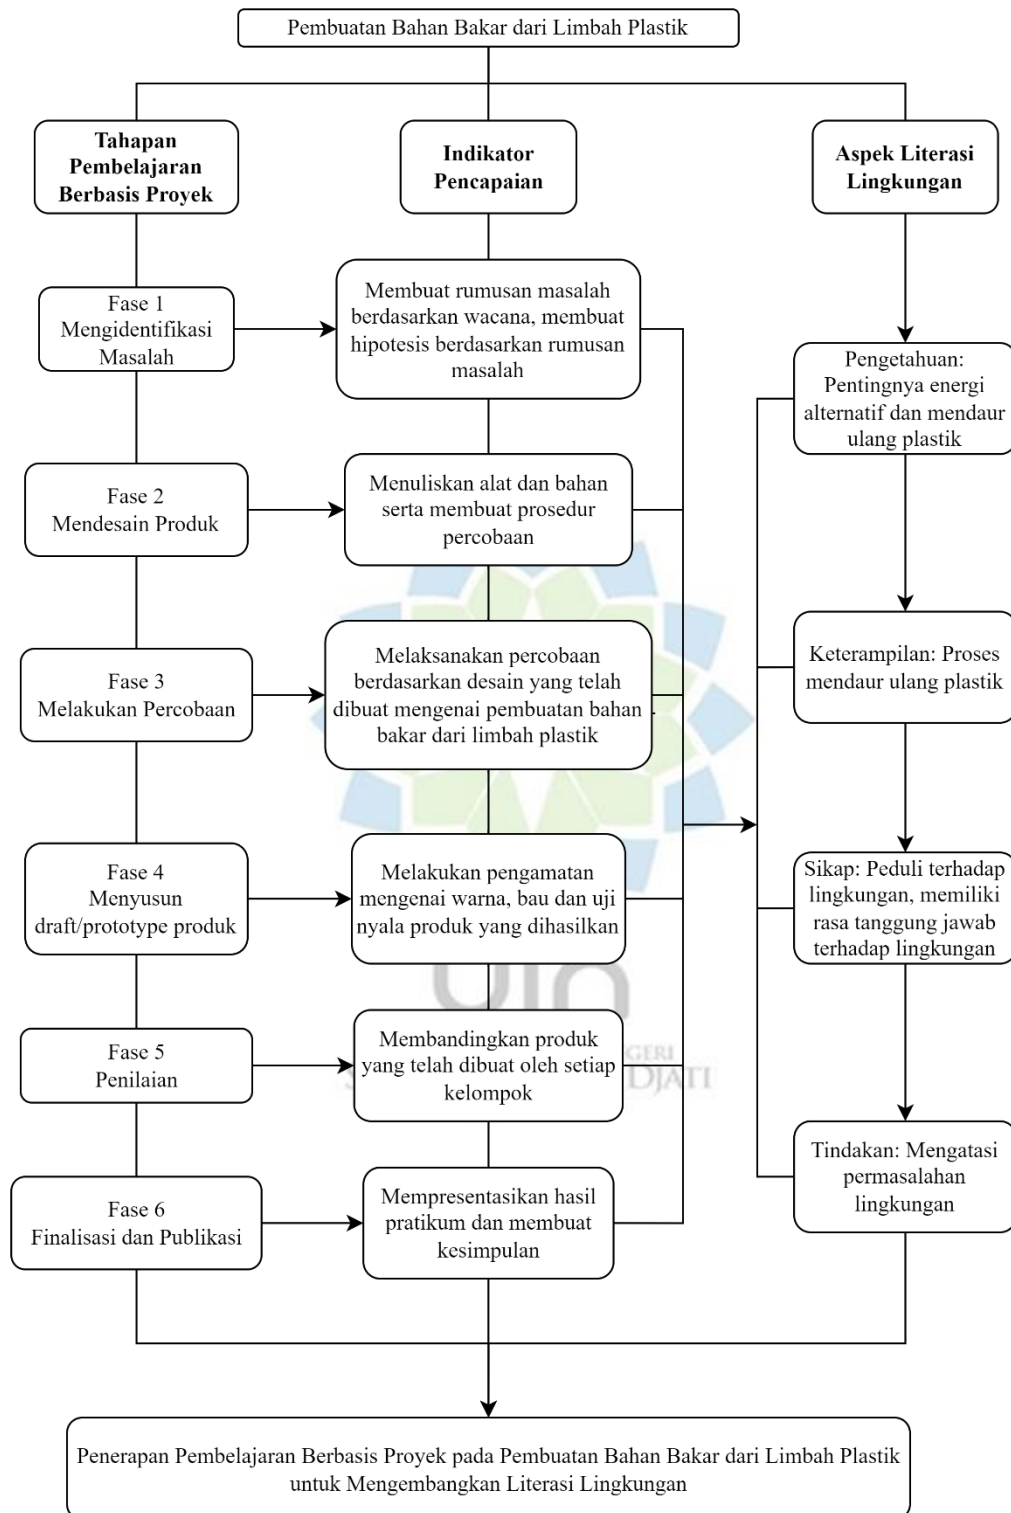 Pembuatan Bahan Bakar dari Limbah Plastik
Tahapan
Pembelajaran
Berbasis Proyek
Indikator
Pencapaian
Aspek Literasi
Lingkungan
Fase 1
Mengidentifikasi
Masalah
Membuat rumusan masalah
berdasarkan wacana, membuat
hipotesis berdasarkan rumusan
masalah
Pengetahuan:
Pentingnya energi
alternatif dan mendaur
ulang plastik
Fase 2
Mendesain Produk
Menuliskan alat dan bahan
serta membuat prosedur
percobaan
Fase 3
Melakukan Percobaan
Melaksanakan percobaan
berdasarkan desain yang telah
dibuat mengenai pembuatan bahan
bakar dari limbah plastik
Keterampilan: Proses
mendaur ulang plastik
Fase 4
Menyusun
draft/prototype produk
Melakukan pengamatan
mengenai warna, bau dan uji
nyala produk yang dihasilkan
Sikap: Peduli terhadap
lingkungan, memiliki
rasa tanggung jawab
terhadap lingkungan
Fase 5
Penilaian
Membandingkan produk
yang telah dibuat oleh setiap
kelompok
GERI
DJATI
Fase 6
Finalisasi dan Publikasi
Mempresentasikan hasil
pratikum dan membuat
kesimpulan
Tindakan: Mengatasi
permasalahan
lingkungan
Penerapan Pembelajaran Berbasis Proyek pada Pembuatan Bahan Bakar dari Limbah Plastik
untuk Mengembangkan Literasi Lingkungan